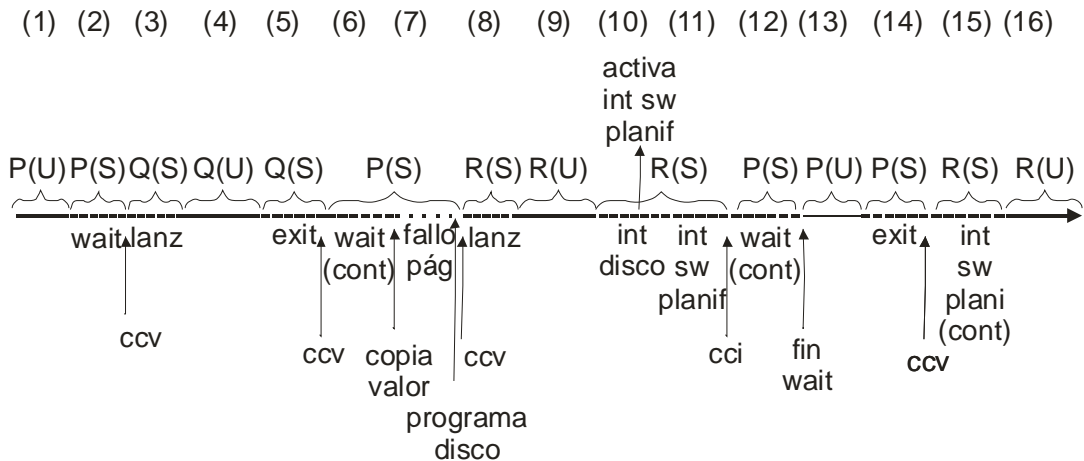 (1) (2) (3) (4) (5) (6) (7) (8) (9) (10) (11) (12) (13) (14) (15) (16)
activa
int sw
planif
P(U) P(S) Q(S) Q(U) Q(S) P(S) R(S) R(U) R(S) P(S) P(U) P(S) R(S) R(U)
wait lanz exit wait fallo lanz int int wait exit int
(cont) pág disco sw (cont) sw
planif plani
ccv ccv copia ccv cci fin ccv (cont)
valor wait
programa
disco